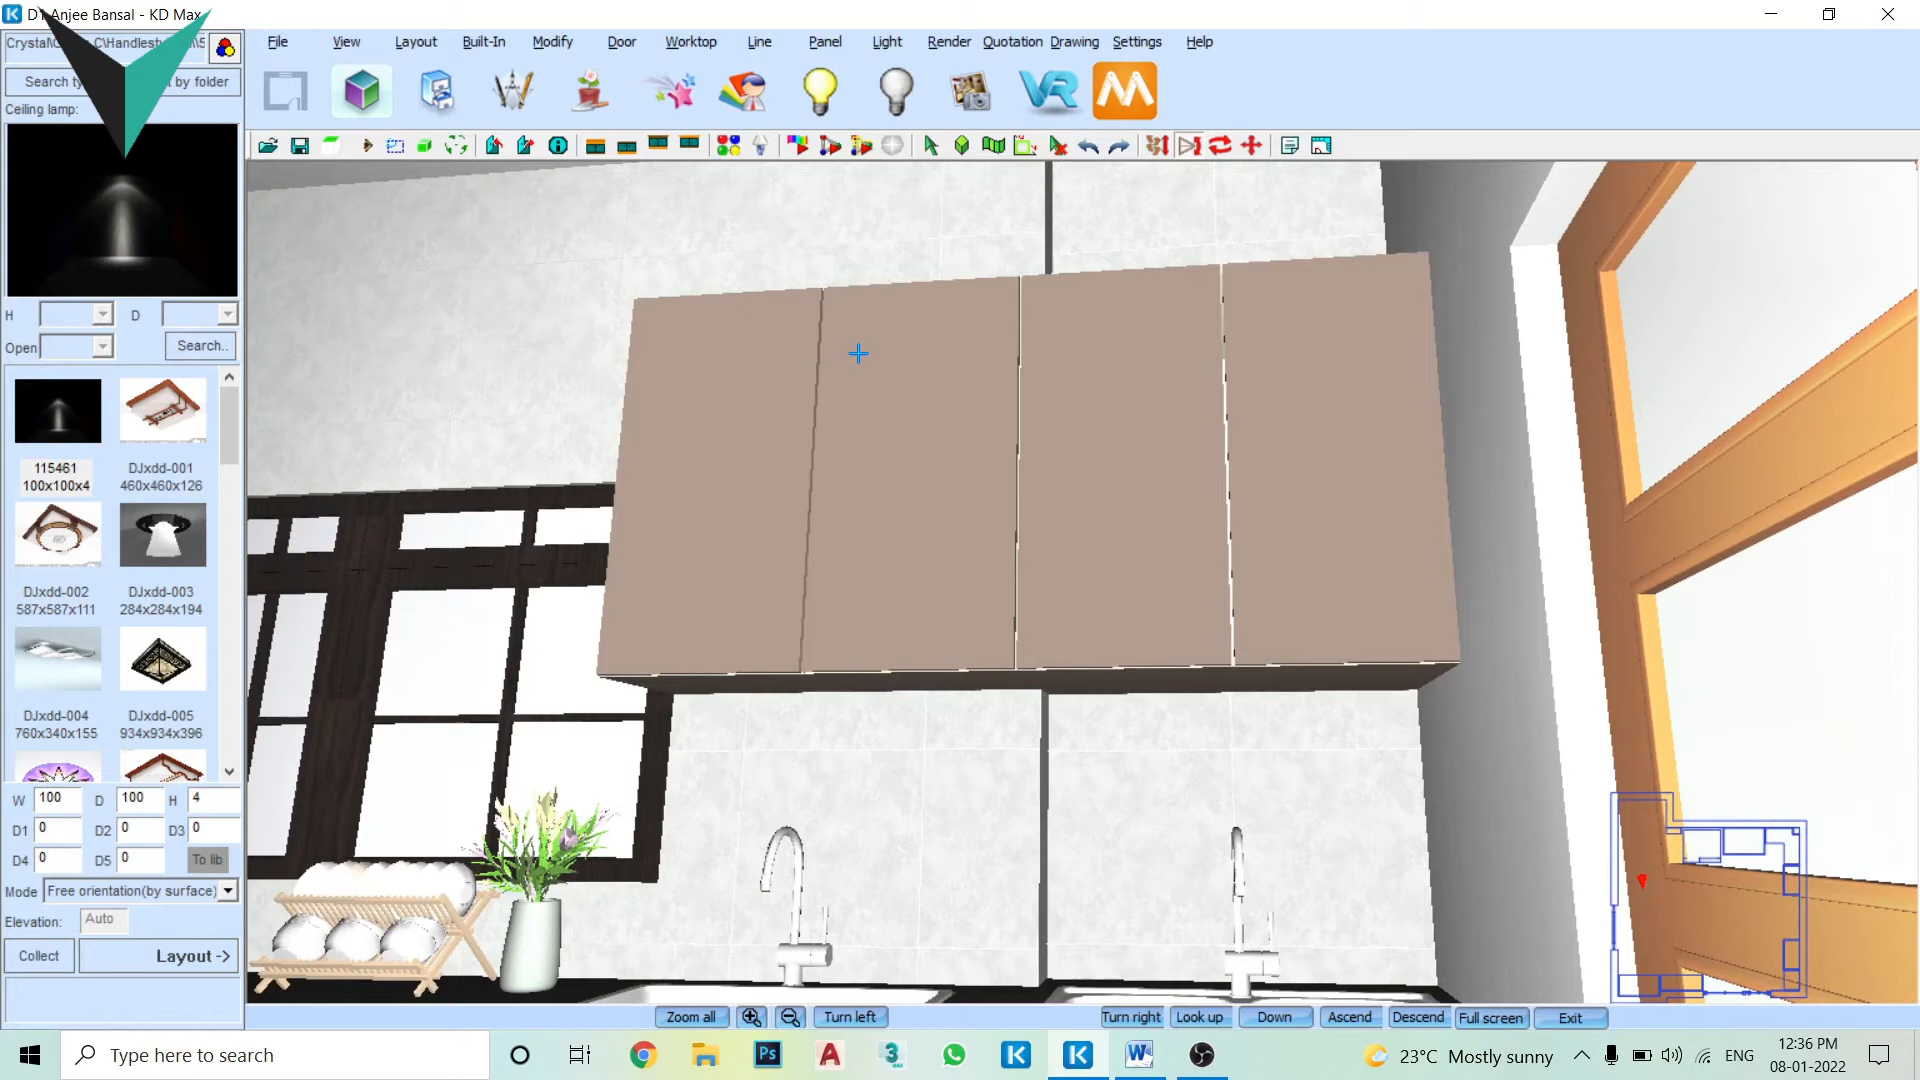 Anjee Bansal - KD Max
Crystal\
C\Handlest
\5
Search
by folder
Ceiling lamp:
H
D
Open
Search..
115461
100x100x4
DJxdd-001
460x460x126
DJxdd-002
587x587x111
DJxdd-003
284x284x194
DJxdd-004
760x340x155
DJxdd-005
934x934x396
W 100 D 100 H 4
D1 0 D2 0 D3 0
D4 0 D5 0 To lib
Mode Free orientation(by surface)
Elevation: Auto
Collect Layout ->
File View Layout Built-In Modify Door Worktop Line Panel Light Render Quotation Drawing Settings Help
VR
Zoom all Turn left Turn right Look up Down Ascend Descend Full screen Exit
Type here to search
Ps
23°C Mostly sunny
ENG
12:36 PM
08-01-2022